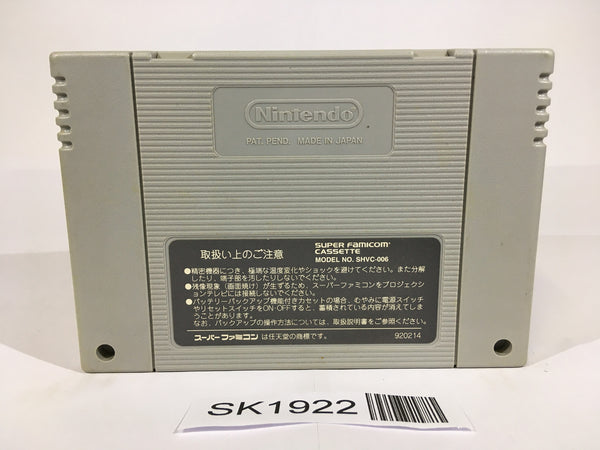 Nintendo
PAT. PEND. MADE IN JAPAN
取扱い上のご注意
SUPER FAMICOM
CASSETTE
MODEL NO. SHVC-006
●精密機器につき、極端な温度変化やショックを避けてください。また分解
したり、端子部を汚したりしないでください。
●残像現象（画面焼け）が生ずるため、スーパーファミコンをプロジェクシ
ョンテレビには接続しないでください。
●バッテリーバックアップ機能付きカセットの場合、むやみに電源スイッチ
やリセットスイッチをON・OFFすると、蓄積されている内容が消えてしま
うことがあります。
なお、バックアップの操作方法については、取扱説明書をご参照ください。
スーパーファミコン は任天堂の商標です。
920214
SK1922